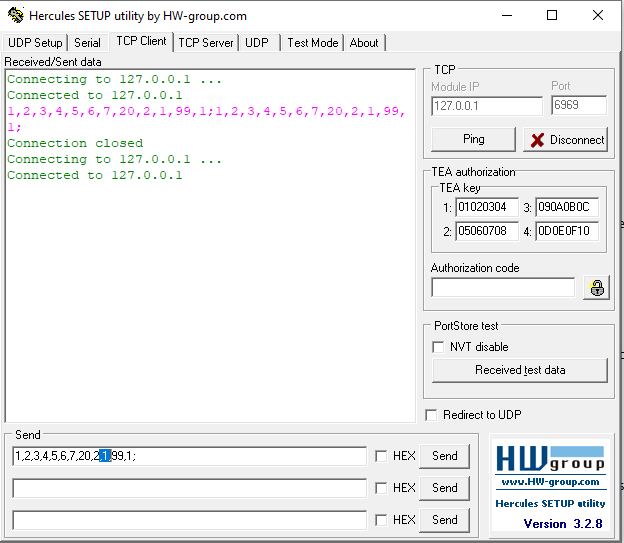 Hercules SETUP utility by HW-group.com
UDP Setup Serial TCP Client TCP Server UDP Test Mode About
Received/Sent data
Connecting to 127.0.0.1 ...
Connected to 127.0.0.1
1,2,3,4,5,6,7,20,2,1,99,1;1,2,3,4,5,6,7,20,2,1,99,
1;
Connection closed
Connecting to 127.0.0.1 ...
Connected to 127.0.0.1
TCP
Module IP Port
127.0.0.1 6969
Ping Disconnect
TEA authorization
TEA key
1: 01020304 3: 090A0B0C
2: 05060708 4: 0D0E0F10
Authorization code
PortStore test
NVT disable
Received test data
Redirect to UDP
Send
1,2,3,4,5,6,7,20,2,1,99,1; HEX Send
HEX Send
HEX Send
HW group
www.HW-group.com
Hercules SETUP utility
Version 3.2.8